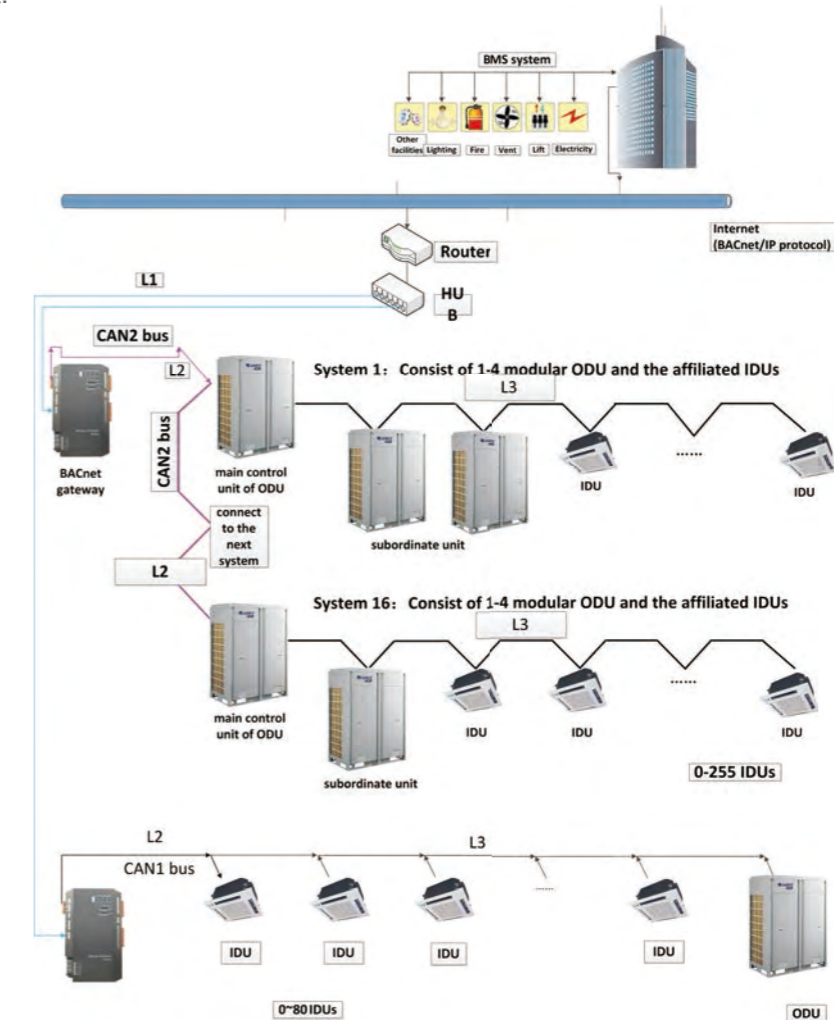 BMS system
Other
facilities
Lighting
Fire
Vent
Lift
Electricity
Internet
(BACnet/IP protocol)
Router
L1
HU
B
CAN2 bus
L2
System 1: Consist of 1-4 modular ODU and the affiliated IDUs
L3
CAN2 bus
BACnet
gateway
main control
unit of ODU
IDU
......
IDU
connect
to the
next
system
subordinate unit
L2
System 16: Consist of 1-4 modular ODU and the affiliated IDUs
L3
......
main control
unit of ODU
IDU
IDU
IDU
subordinate unit
0-255 IDUs
L2
L3
CAN1 bus
......
IDU
IDU
IDU
IDU
0~80IDUs
ODU